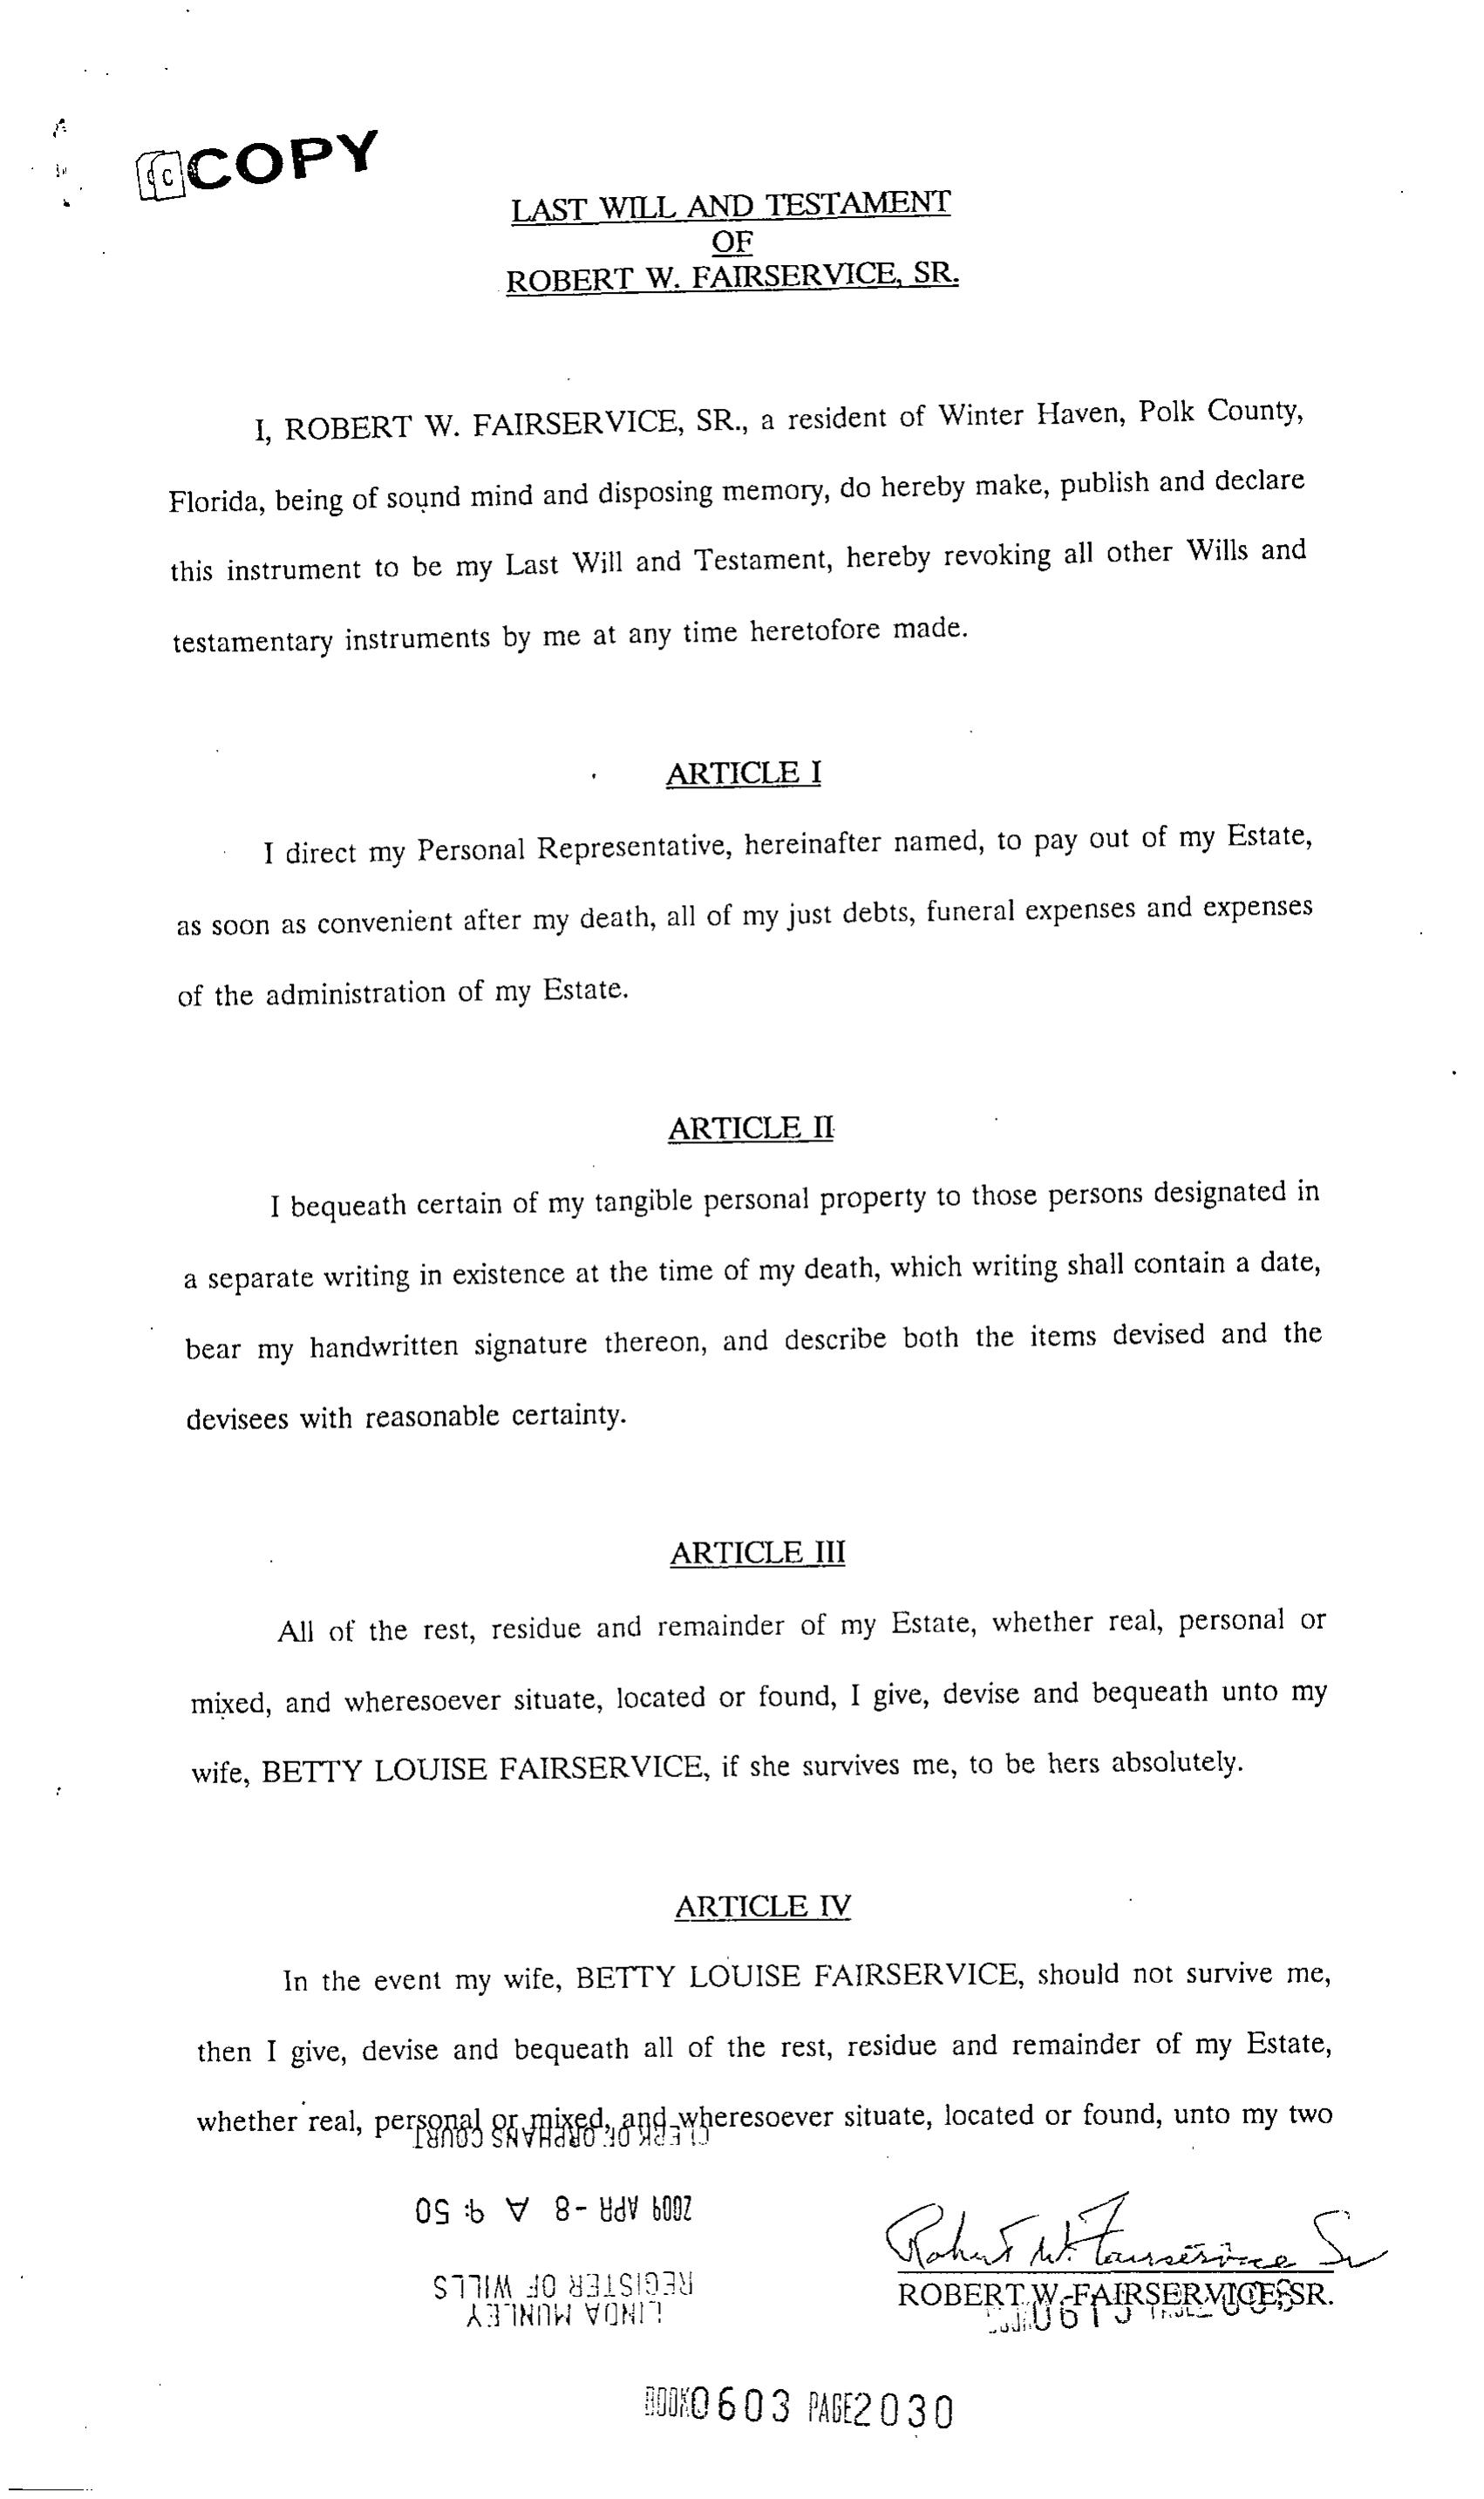 COPY
LAST WILL AND TESTAMENT
OF
ROBERT W. FAIRSERVICE, SR.
I, ROBERT W. FAIRSERVICE, SR., a resident of Winter Haven, Polk County,
Florida, being of sound mind and disposing memory, do hereby make, publish and declare
this instrument to be my Last Will and Testament, hereby revoking all other Wills and
testamentary instruments by me at any time heretofore made.
ARTICLE I
I direct my Personal Representative, hereinafter named, to pay out of my Estate,
as soon as convenient after my death, all of my just debts, funeral expenses and expenses
of the administration of my Estate.
ARTICLE II
I bequeath certain of my tangible personal property to those persons designated in
a separate writing in existence at the time of my death, which writing shall contain a date,
bear my handwritten signature thereon, and describe both the items devised and the
devisees with reasonable certainty.
ARTICLE III
All of the rest, residue and remainder of my Estate, whether real, personal or
mixed, and wheresoever situate, located or found, I give, devise and bequeath unto my
wife, BETTY LOUISE FAIRSERVICE, if she survives me, to be hers absolutely.
ARTICLE IV
In the event my wife, BETTY LOUISE FAIRSERVICE, should not survive me,
then I give, devise and bequeath all of the rest, residue and remainder of my Estate,
whether real, personal or mixed, and wheresoever situate, located or found, unto my two
CLERK OF ORPHANS COURT
2009 APR -8 A 9: 50
REGISTER OF WILLS
LINDA MUNLEY
Robert W. Fairservice Sr
ROBERT W. FAIRSERVICE, SR.
BOOK 0603 PAGE 2030